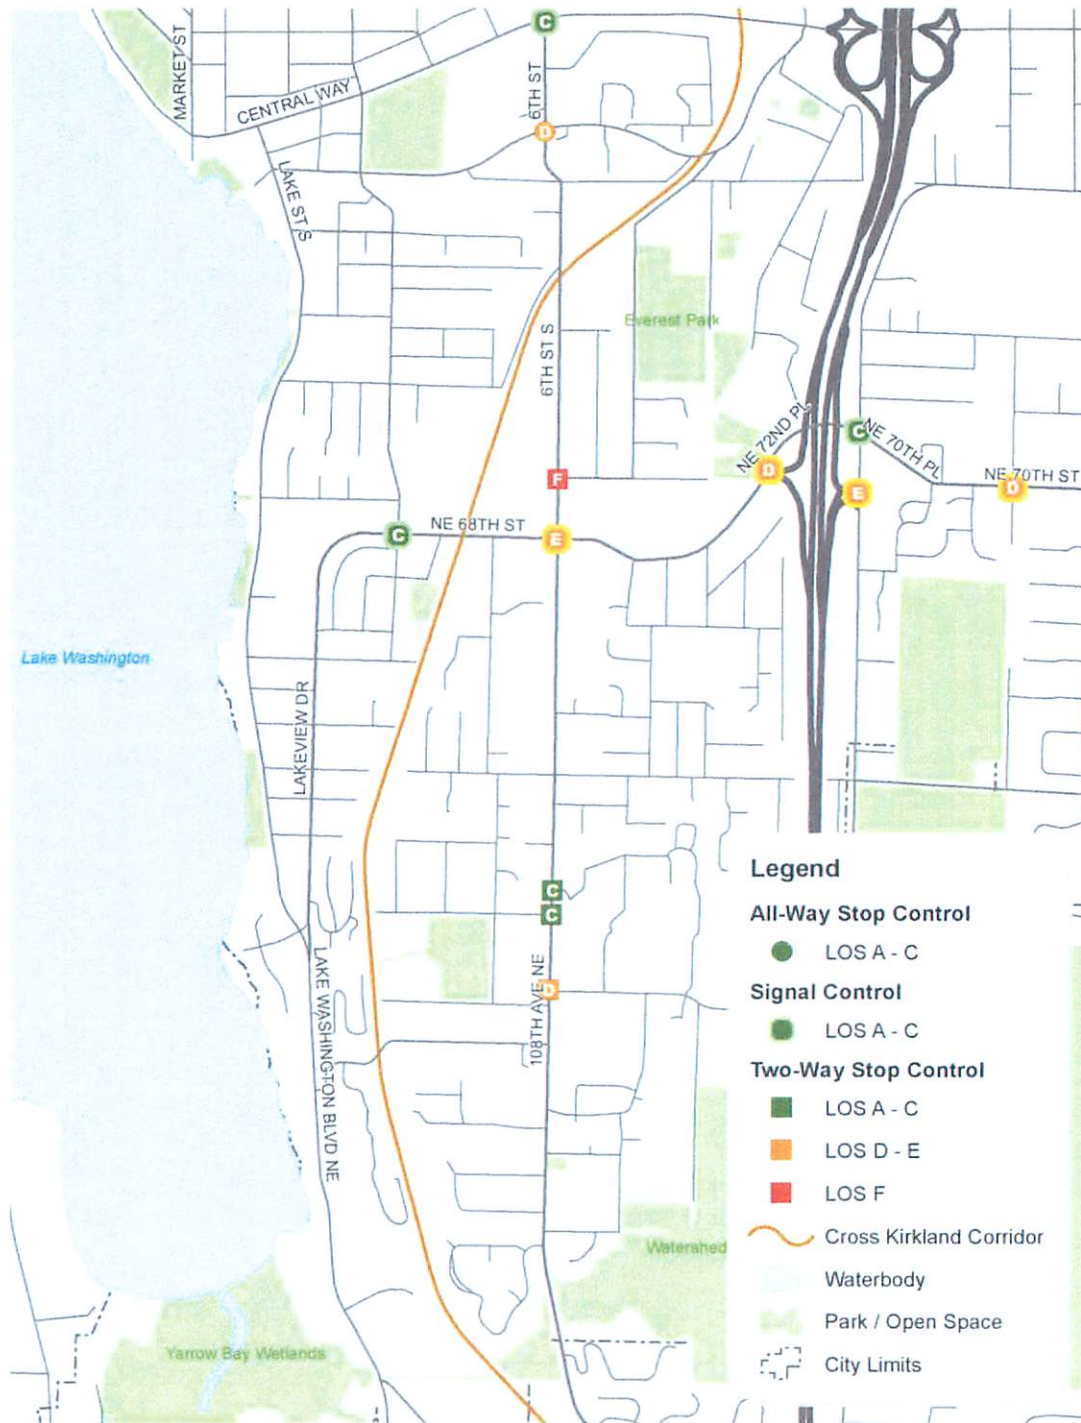 C
MARKET ST
6TH ST
CENTRAL WAY
D
LAKE ST S
Everest Park
6TH ST S
NE 72ND PL
C
NE 70TH PL
D
NE 70TH ST
F
E
D
NE 68TH ST
C
E
Lake Washington
LAKEVIEW DR
C
C
D
108TH AVE NE
LAKE WASHINGTON BLVD NE
Watershed
Yarrow Bay Wetlands
Legend
All-Way Stop Control
LOS A - C
Signal Control
LOS A - C
Two-Way Stop Control
LOS A - C
LOS D - E
LOS F
Cross Kirkland Corridor
Waterbody
Park / Open Space
City Limits